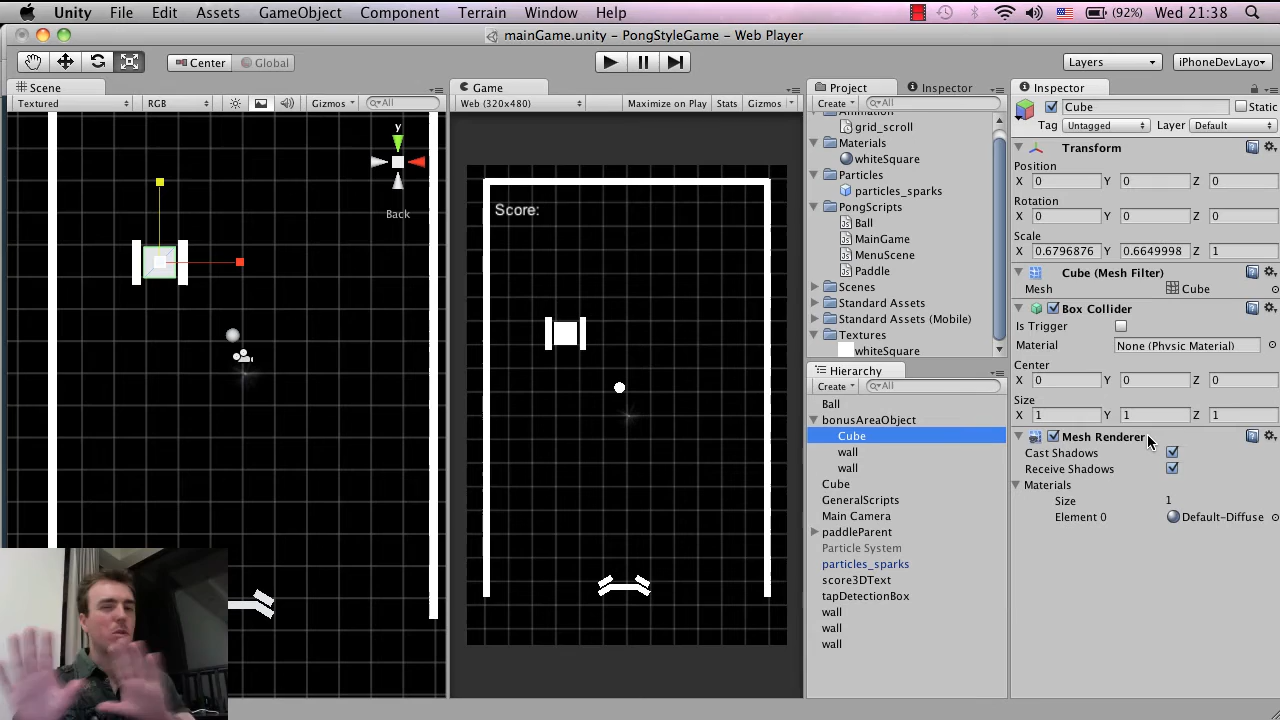 Unity File Edit Assets GameObject Component Terrain Window Help (92%) Wed 21:38
mainGame.unity - PongStyleGame - Web Player
Center Global Layers iPhoneDevLayo
Scene
Textured RGB Gizmos All
y
Back
Game
Web (320x480) Maximize on Play Stats Gizmos
Score:
Project Inspector
Create All
Animation
grid_scroll
Materials
whiteSquare
Particles
particles_sparks
PongScripts
Ball
MainGame
MenuScene
Paddle
Scenes
Standard Assets
Standard Assets (Mobile)
Textures
whiteSquare
Hierarchy
Create All
Ball
bonusAreaObject
Cube
wall
wall
Cube
GeneralScripts
Main Camera
paddleParent
Particle System
particles_sparks
score3DText
tapDetectionBox
wall
wall
wall
Inspector
Cube Static
Tag Untagged Layer Default
Transform
Position
X 0 Y 0 Z 0
Rotation
X 0 Y 0 Z 0
Scale
X 0.6796876 Y 0.6649998 Z 1
Cube (Mesh Filter)
Mesh Cube
Box Collider
Is Trigger
Material None (Physic Material)
Center
X 0 Y 0 Z 0
Size
X 1 Y 1 Z 1
Mesh Renderer
Cast Shadows
Receive Shadows
Materials
Size 1
Element 0 Default-Diffuse